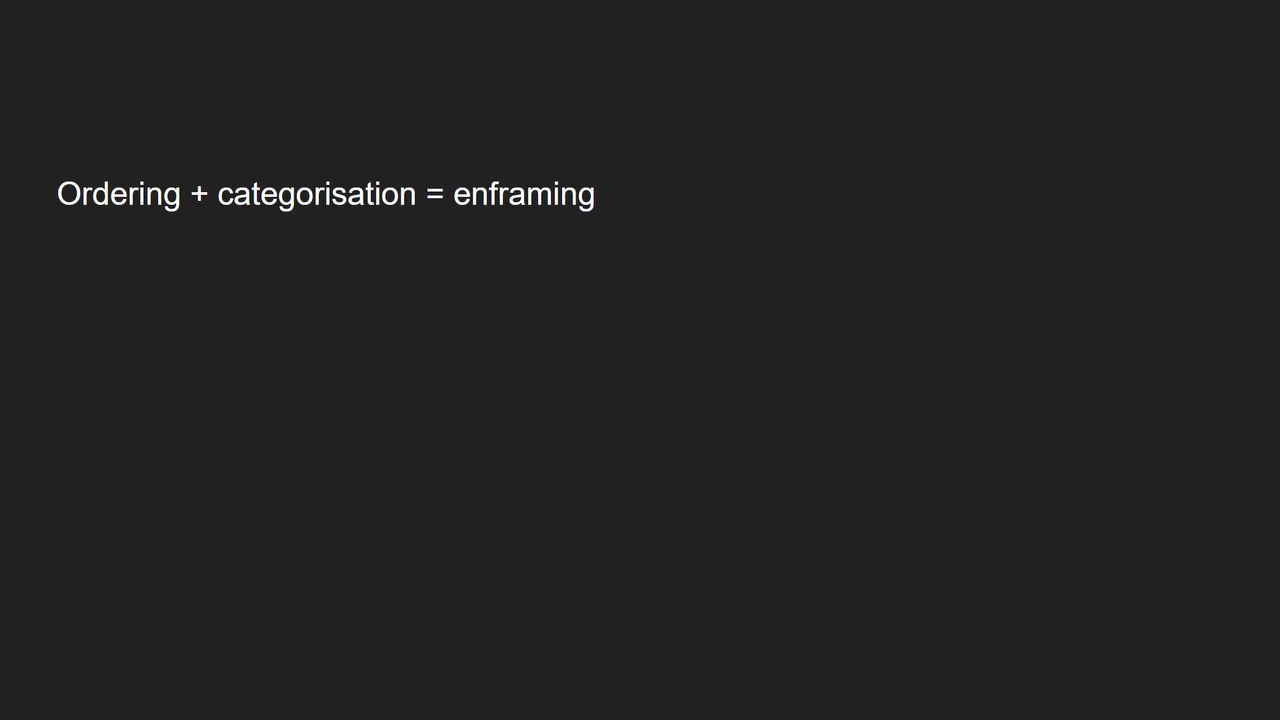 Ordering + categorisation = enframing